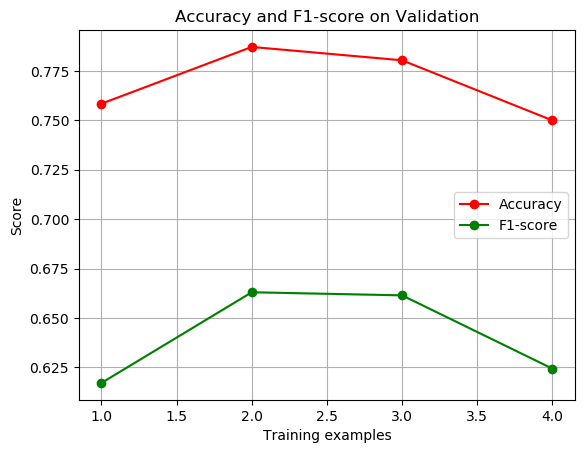 Accuracy and F1-score on Validation
0.775
0.750
0.725
0.700
0.675
0.650
0.625
Score
Accuracy
F1-score
1.0 1.5 2.0 2.5 3.0 3.5 4.0
Training examples